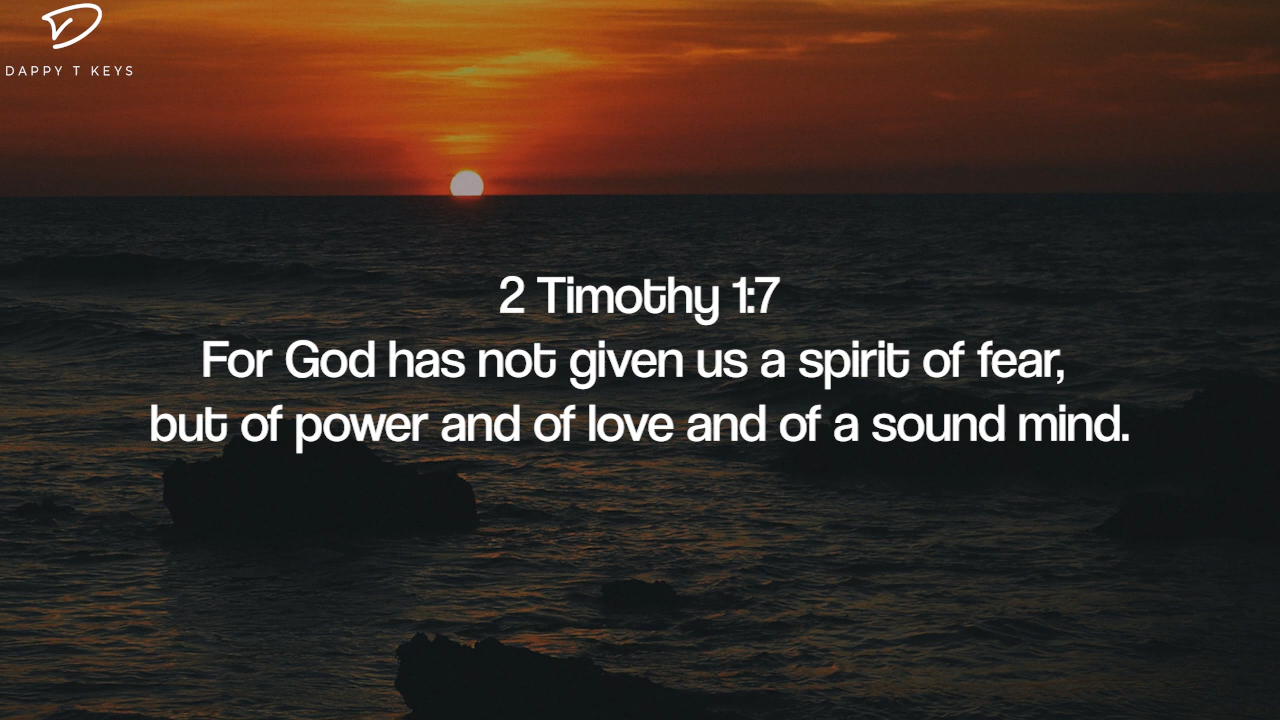 DAPPY T KEYS
2 Timothy 1:7
For God has not given us a spirit of fear,
but of power and of love and of a sound mind.